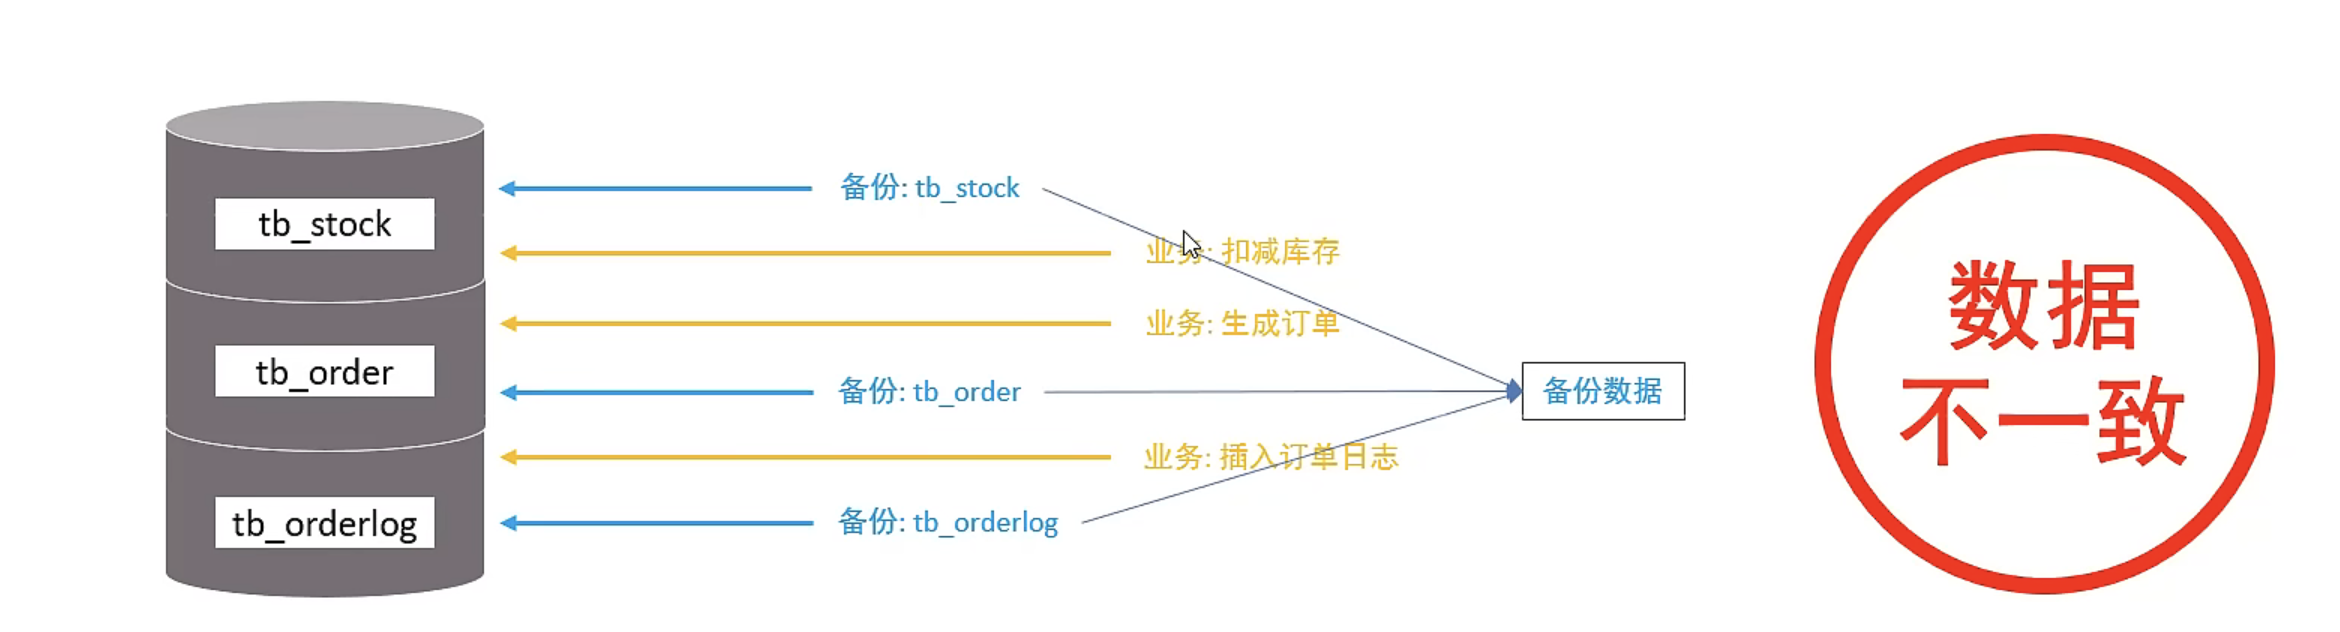 备份: tb_stock
tb_stock
业务: 扣减库存
业务: 生成订单
tb_order
备份: tb_order
备份数据
业务: 插入订单日志
tb_orderlog
备份: tb_orderlog
数据
不一致